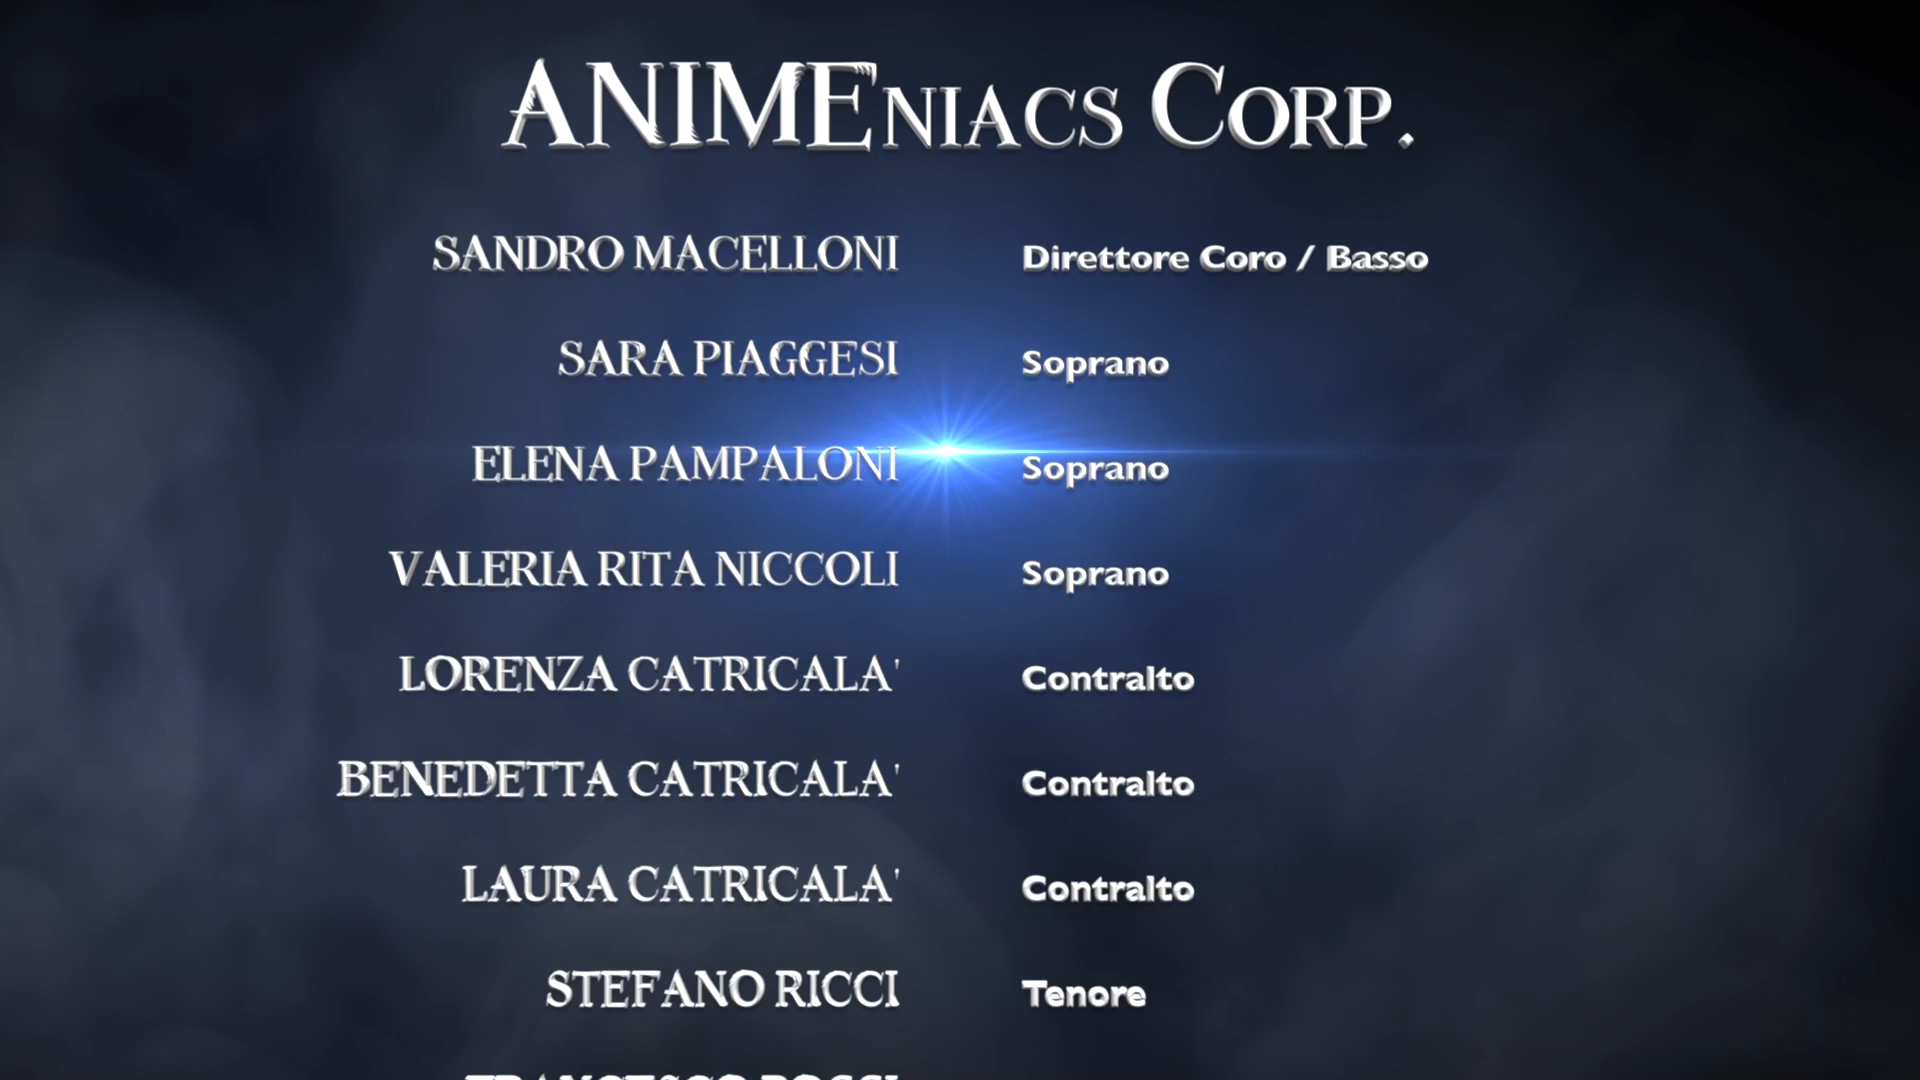 ANIMENIACS CORP.
SANDRO MACELLONI Direttore Coro / Basso
SARA PIAGGESI Soprano
ELENA PAMPALONI Soprano
VALERIA RITA NICCOLI Soprano
LORENZA CATRICALA' Contralto
BENEDETTA CATRICALA' Contralto
LAURA CATRICALA' Contralto
STEFANO RICCI Tenore